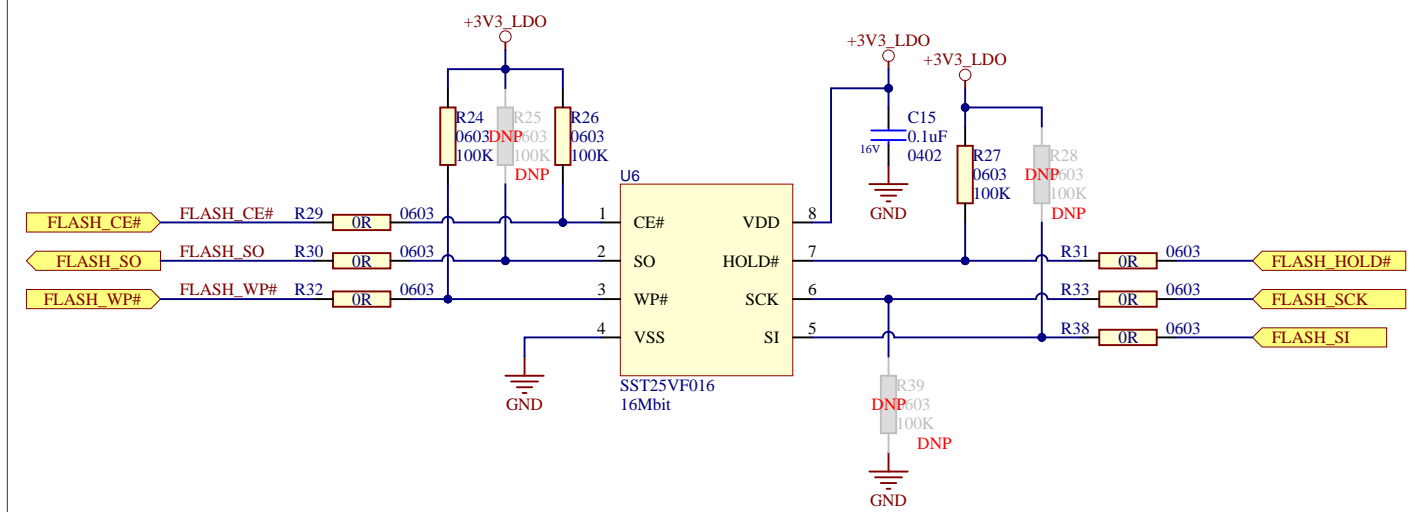 +3V3_LDO
+3V3_LDO
+3V3_LDO
R24
0603
100K
R25
0603
100K
DNP
DNP
R26
0603
100K
C15
0.1uF
0402
16V
GND
R27
0603
100K
R28
0603
100K
DNP
DNP
U6
FLASH_CE# FLASH_CE# R29 0R 0603 1 CE# VDD 8
FLASH_SO FLASH_SO R30 0R 0603 2 SO HOLD# 7 R31 0R 0603 FLASH_HOLD#
FLASH_WP# FLASH_WP# R32 0R 0603 3 WP# SCK 6 R33 0R 0603 FLASH_SCK
4 VSS SI 5 R38 0R 0603 FLASH_SI
GND
SST25VF016
16Mbit
R39
0603
100K
DNP
DNP
GND